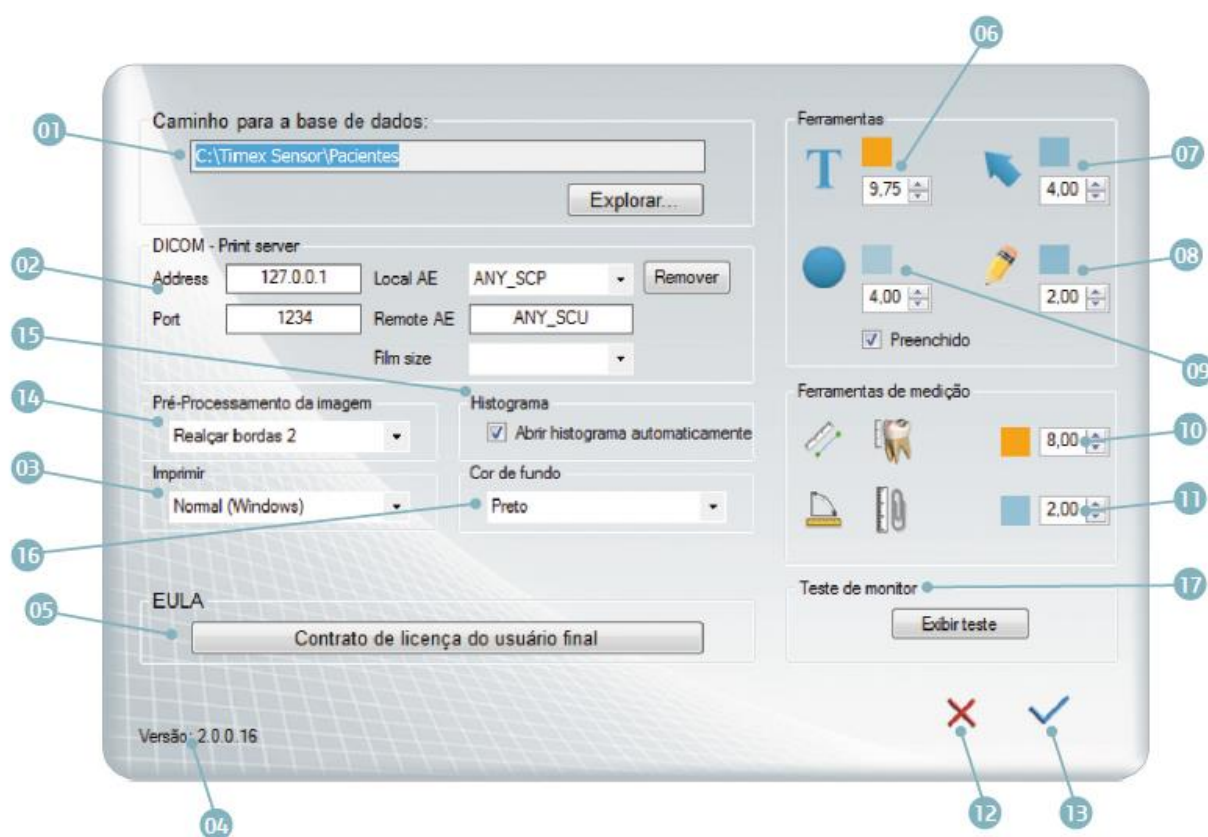 06
Caminho para a base de dados:
Ferramentas
01
C:\Timex Sensor\Pacientes
07
9,75
4,00
Explorar...
DICOM - Print server
02
Address
127.0.0.1
Local AE
ANY_SCP
Remover
08
4,00
2,00
Port
1234
Remote AE
ANY_SCU
15
Preenchido
Film size
09
14
Pré-Processamento da imagem
Histograma
Ferramentas de medição
Realçar bordas 2
Abrir histograma automaticamente
8,00
10
03
Imprimir
Cor de fundo
Normal (Windows)
Preto
2,00
11
16
Teste de monitor
17
EULA
05
Exibir teste
Contrato de licença do usuário final
Versão: 2.0.0.16
04
12
13